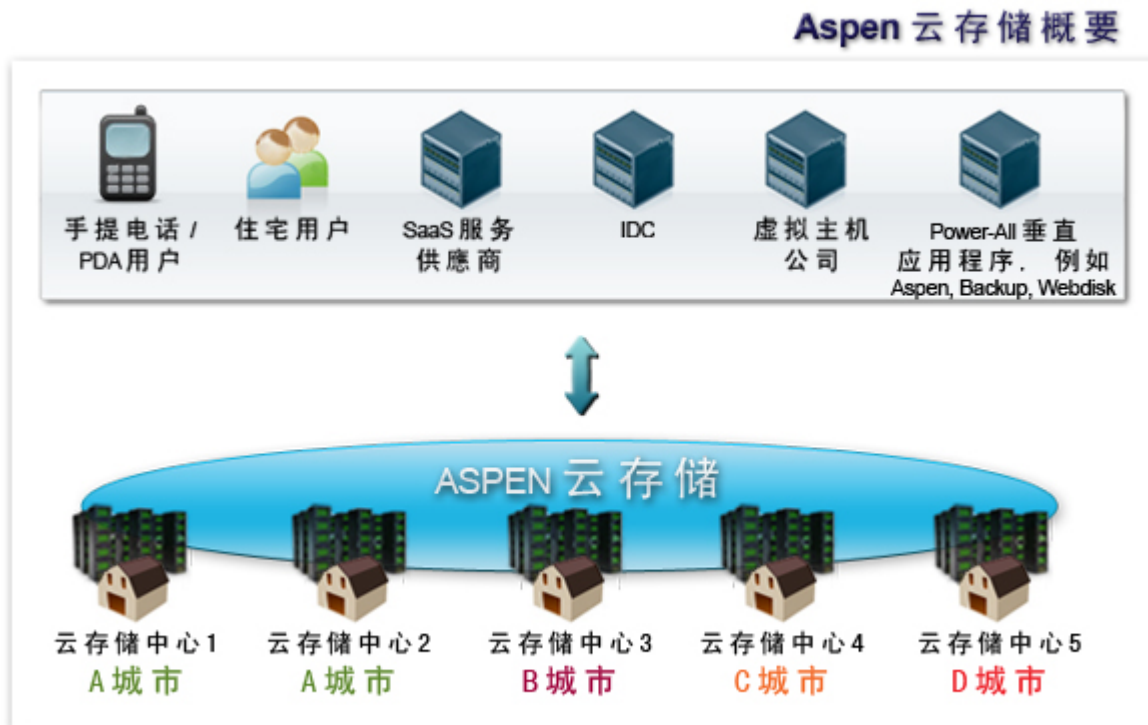 Aspen 云存储概要
手提电话 /
PDA用户
住宅用户
SaaS 服务
供應商
IDC
虚拟主机
公司
Power-All 垂直
应用程序． 例如
Aspen, Backup, Webdisk
ASPEN 云存储
云存储中心1
A城市
云存储中心2
A城市
云存储中心3
B城市
云存储中心4
C城市
云存储中心5
D城市